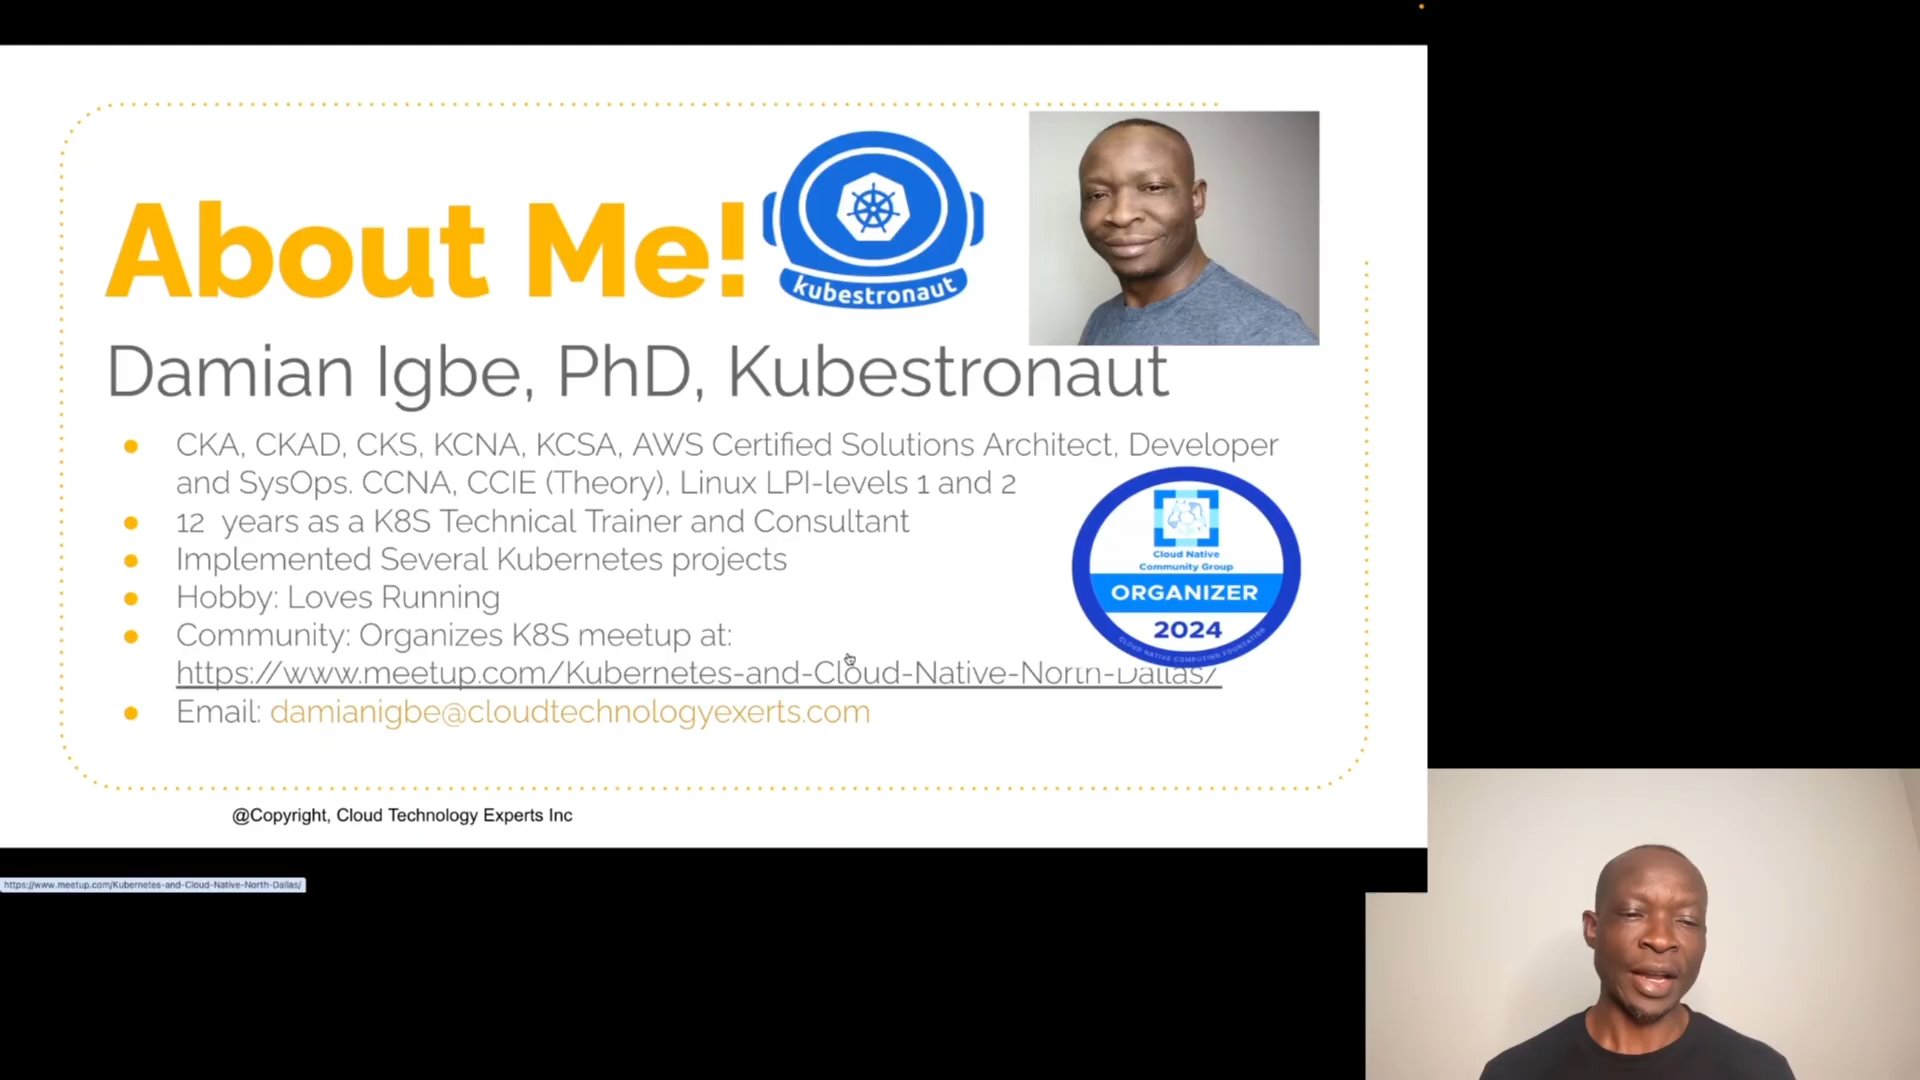 About Me!
kubestronaut
Damian Igbe, PhD, Kubestronaut
CKA, CKAD, CKS, KCNA, KCSA, AWS Certified Solutions Architect, Developer
and SysOps. CCNA, CCIE (Theory), Linux LPI-levels 1 and 2
12 years as a K8S Technical Trainer and Consultant
Implemented Several Kubernetes projects
Hobby: Loves Running
Community: Organizes K8S meetup at:
https://www.meetup.com/Kubernetes-and-Cloud-Native-North-Dallas/
Email: damianigbe@cloudtechnologyexerts.com
Cloud Native
Community Group
ORGANIZER
2024
CLOUD NATIVE COMPUTING FOUNDATION
@Copyright, Cloud Technology Experts Inc
https://www.meetup.com/Kubernetes-and-Cloud-Native-North-Dallas/